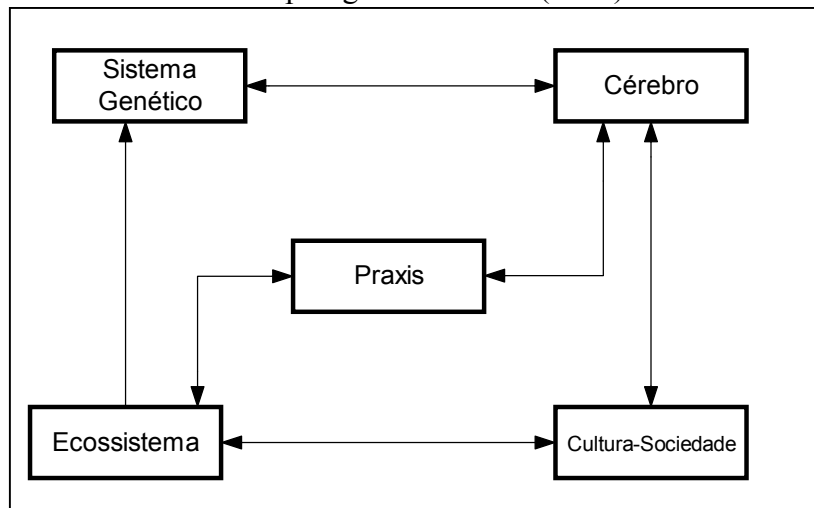 Sistema
Genético
Cérebro
Praxis
Ecossistema
Cultura-Sociedade